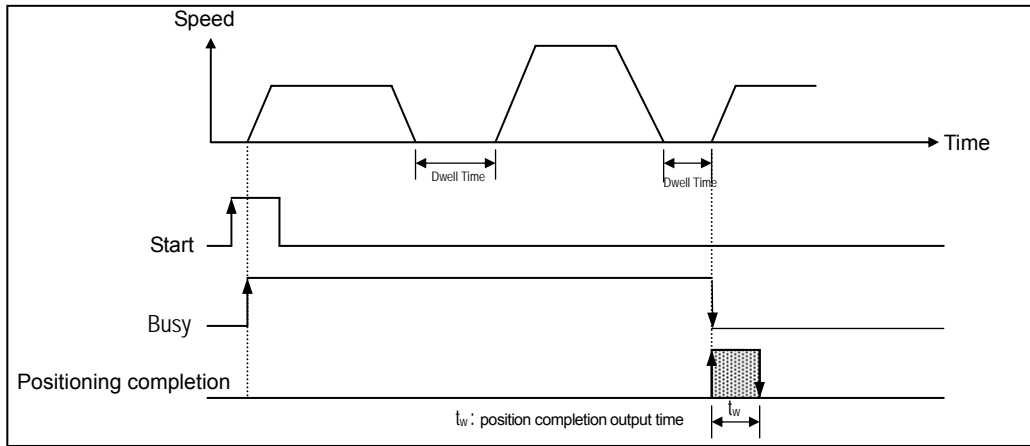 Speed
Time
Dwell Time
Dwell Time
Start
Busy
Positioning completion
tw : position completion output time
tw